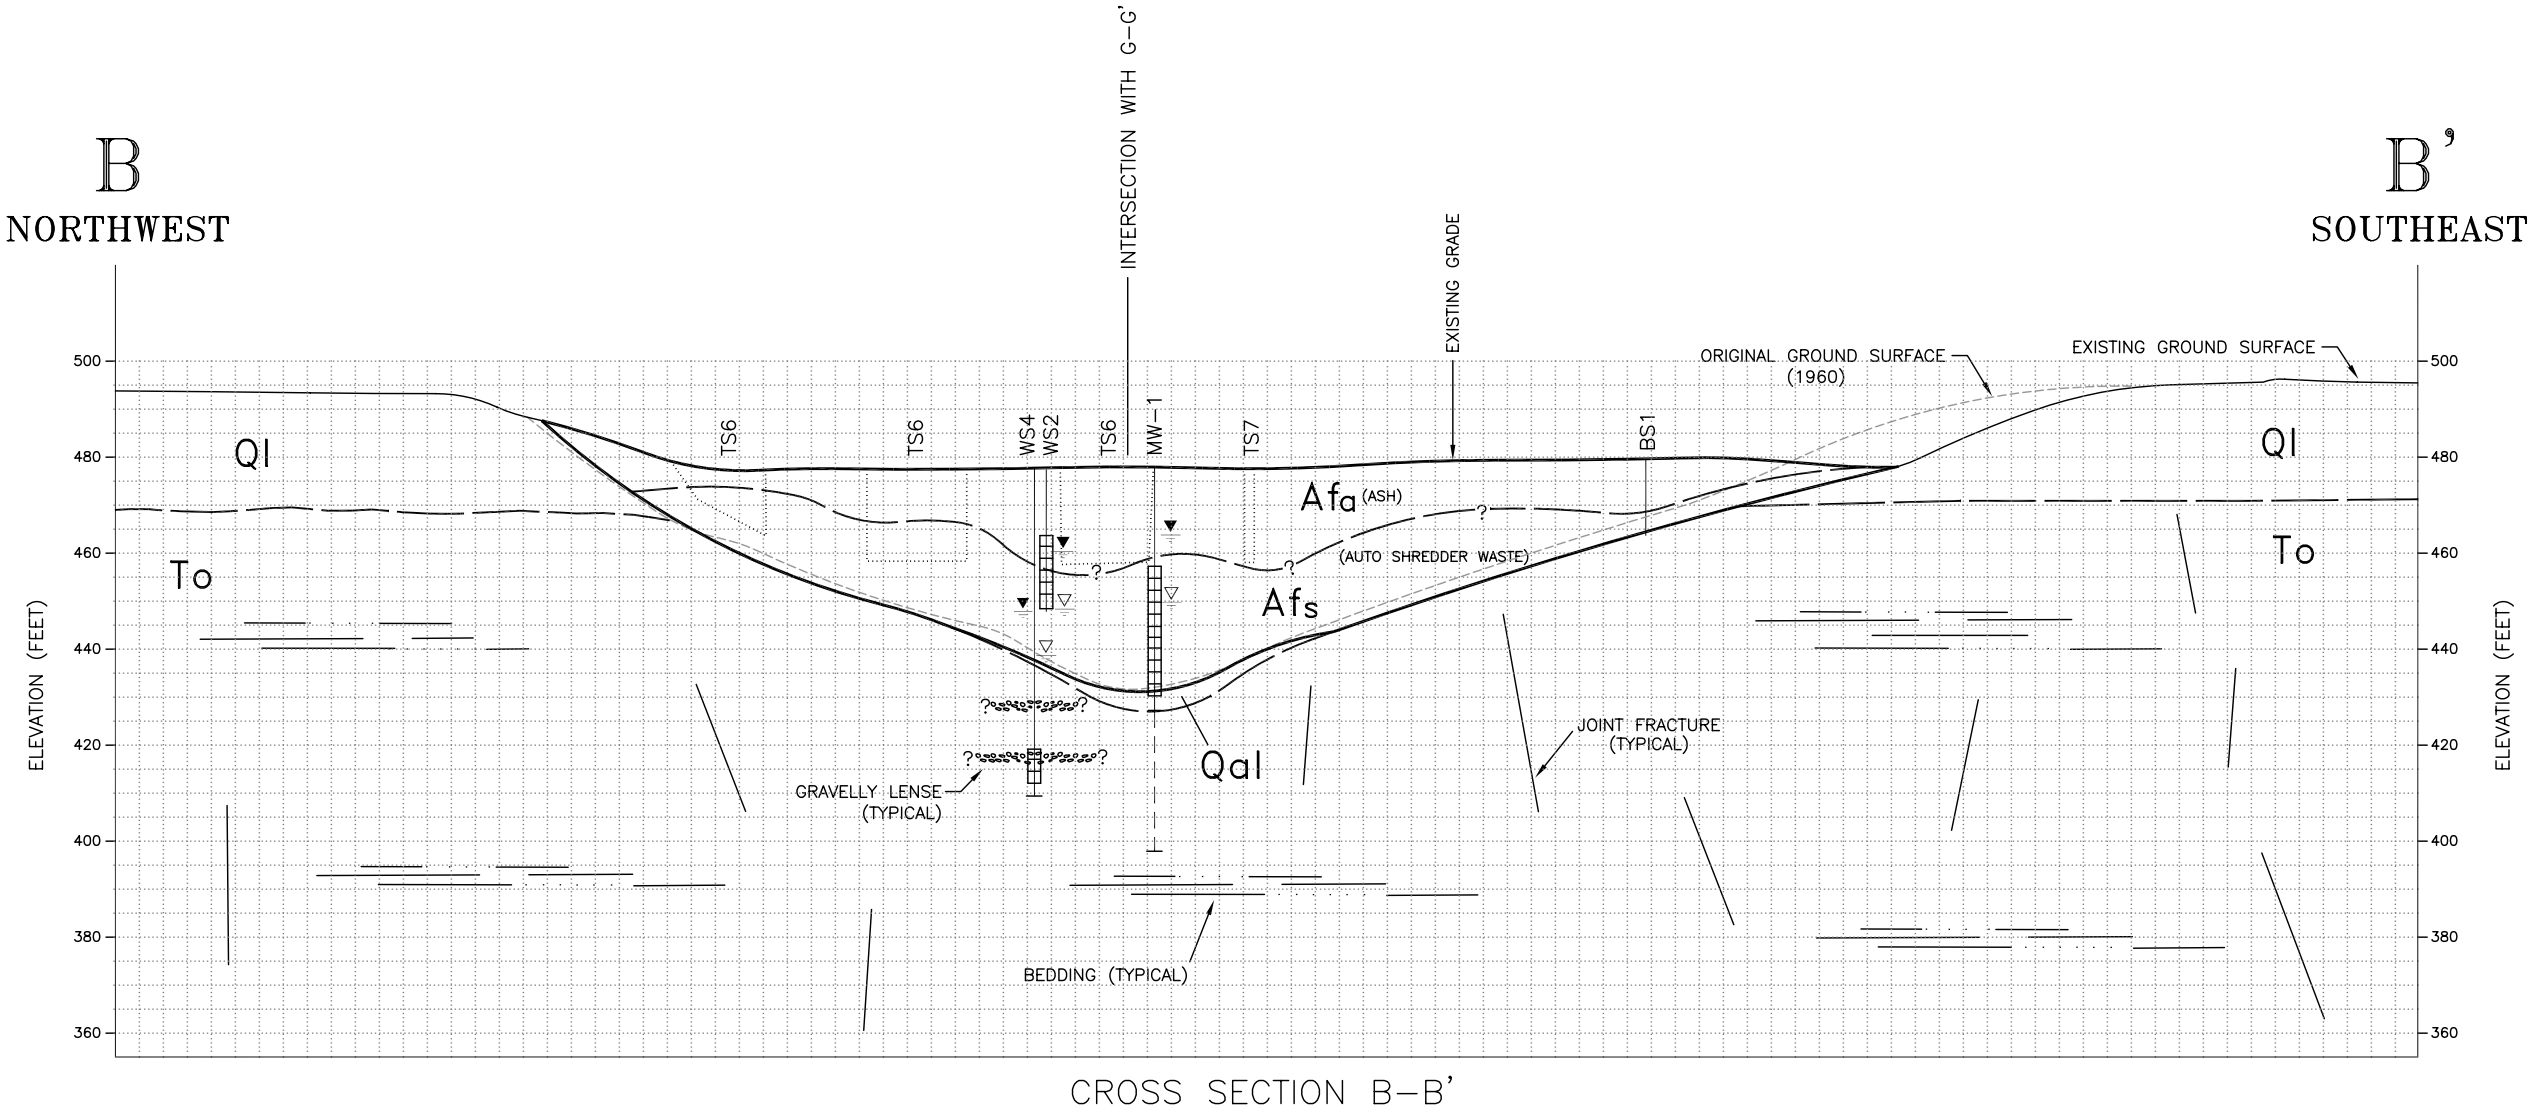 INTERSECTION WITH G-G'
B
B'
NORTHWEST
SOUTHEAST
EXISTING GRADE
ORIGINAL GROUND SURFACE
(1960)
EXISTING GROUND SURFACE
500
500
TS6
TS6
WS4
WS2
TS6
MW-1
TS7
BS1
Ql
Ql
480
480
Afa (ASH)
?
460
(AUTO SHREDDER WASTE)
460
To
To
?
?
Afs
ELEVATION (FEET)
ELEVATION (FEET)
440
440
? ?
JOINT FRACTURE
(TYPICAL)
420
420
? ?
Qal
GRAVELLY LENSE
(TYPICAL)
400
400
380
380
BEDDING (TYPICAL)
360
360
CROSS SECTION B-B'